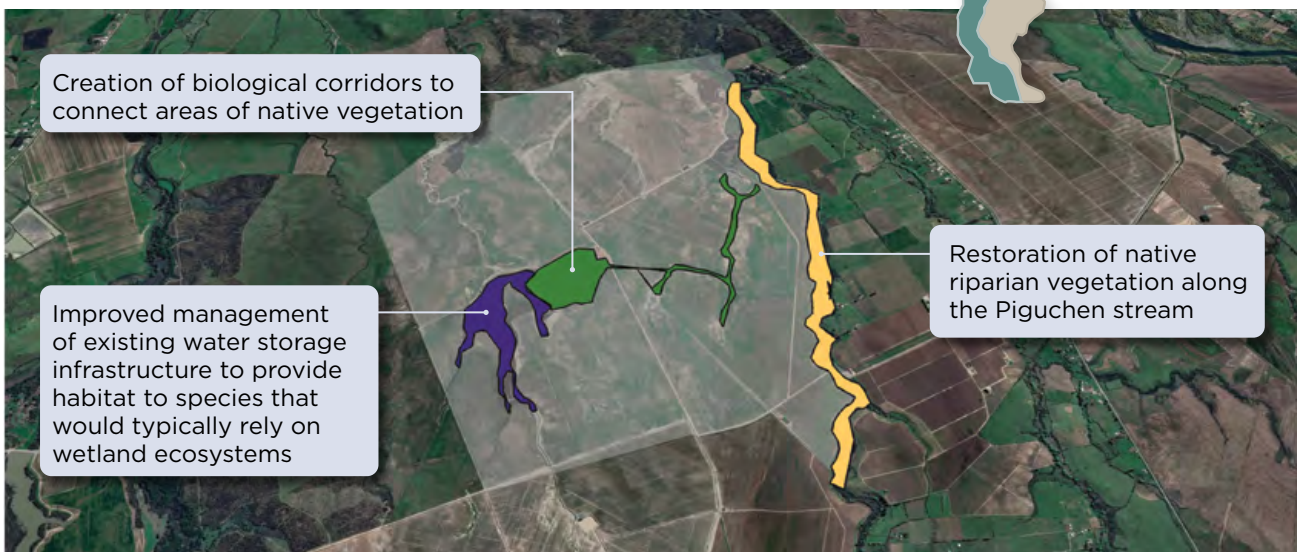 Creation of biological corridors to
connect areas of native vegetation
Improved management
of existing water storage
infrastructure to provide
habitat to species that
would typically rely on
wetland ecosystems
Restoration of native
riparian vegetation along
the Piguchen stream